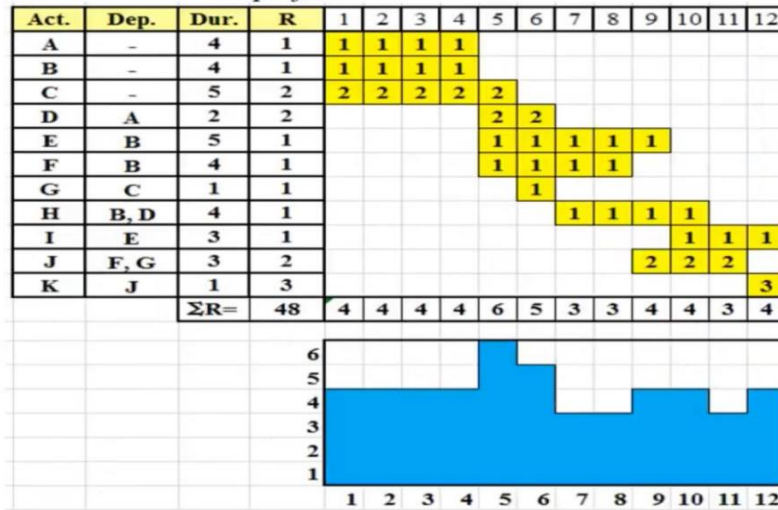 Act. Dep. Dur. R 1 2 3 4 5 6 7 8 9 10 11 12
A - 4 1 1 1 1 1
B - 4 1 1 1 1 1
C - 5 2 2 2 2 2 2
D A 2 2 2 2
E B 5 1 1 1 1 1 1
F B 4 1 1 1 1 1
G C 1 1 1
H B, D 4 1 1 1 1 1
I E 3 1 1 1 1
J F, G 3 2 2 2 2
K J 1 3 3
ΣR= 48 4 4 4 4 6 5 3 3 4 4 3 4
6
5
4
3
2
1
1 2 3 4 5 6 7 8 9 10 11 12